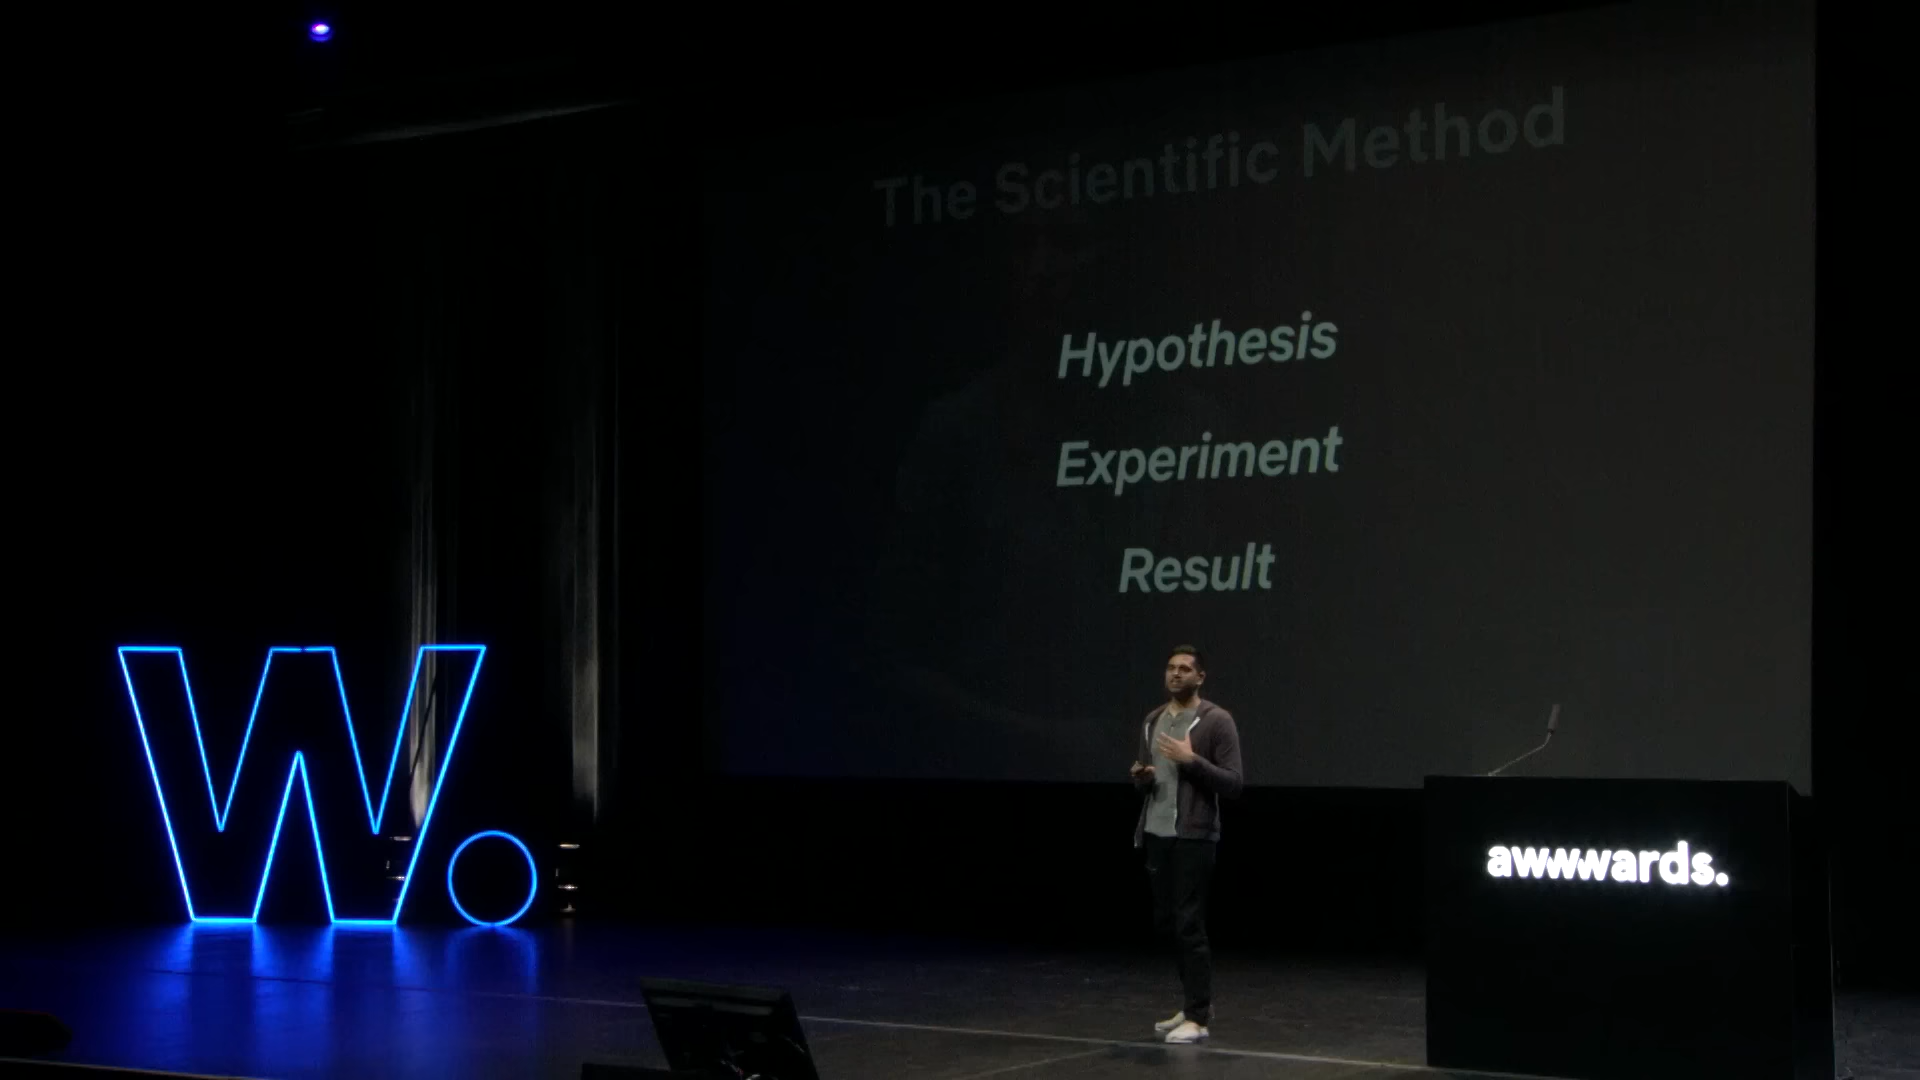 The Scientific Method
Hypothesis
Experiment
Result
W.
awwwards.